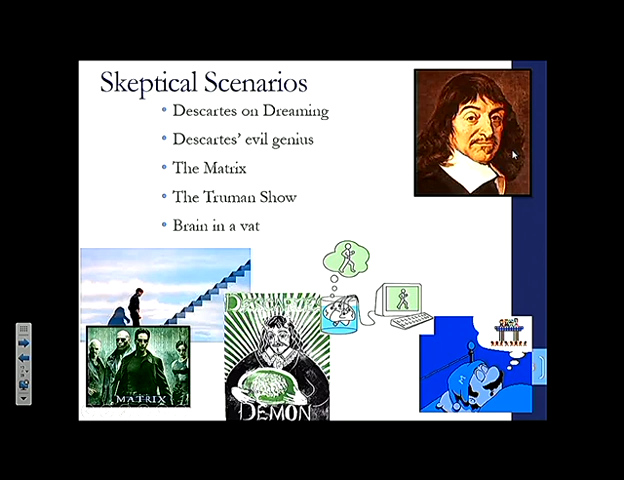 Skeptical Scenarios
Descartes on Dreaming
Descartes' evil genius
The Matrix
The Truman Show
Brain in a vat
MATRIX
DEMON